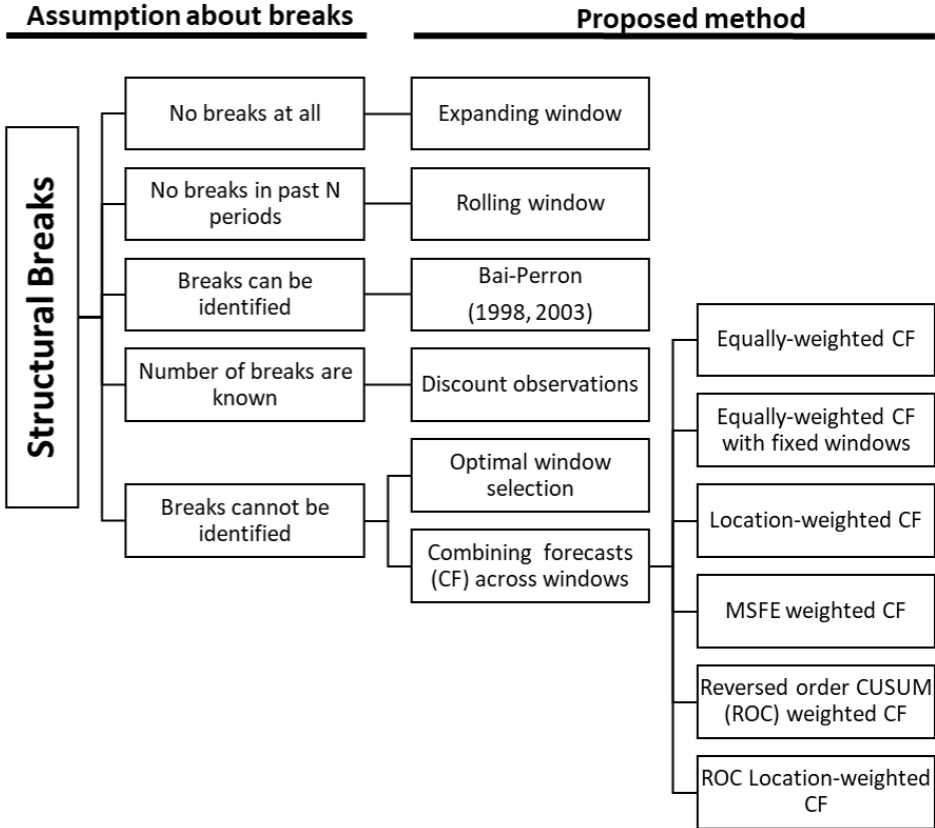 Assumption about breaks
Proposed method
Structural Breaks
No breaks at all
Expanding window
No breaks in past N
periods
Rolling window
Breaks can be
identified
Bai-Perron
(1998, 2003)
Number of breaks are
known
Discount observations
Breaks cannot be
identified
Optimal window
selection
Combining forecasts
(CF) across windows
Equally-weighted CF
Equally-weighted CF
with fixed windows
Location-weighted CF
MSFE weighted CF
Reversed order CUSUM
(ROC) weighted CF
ROC Location-weighted
CF